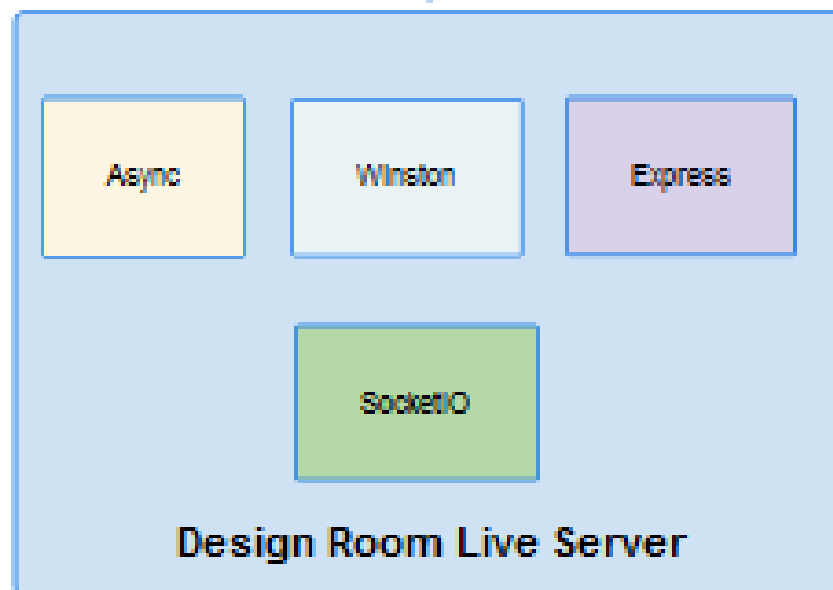 Async
Winston
Express
SocketIO
Design Room Live Server